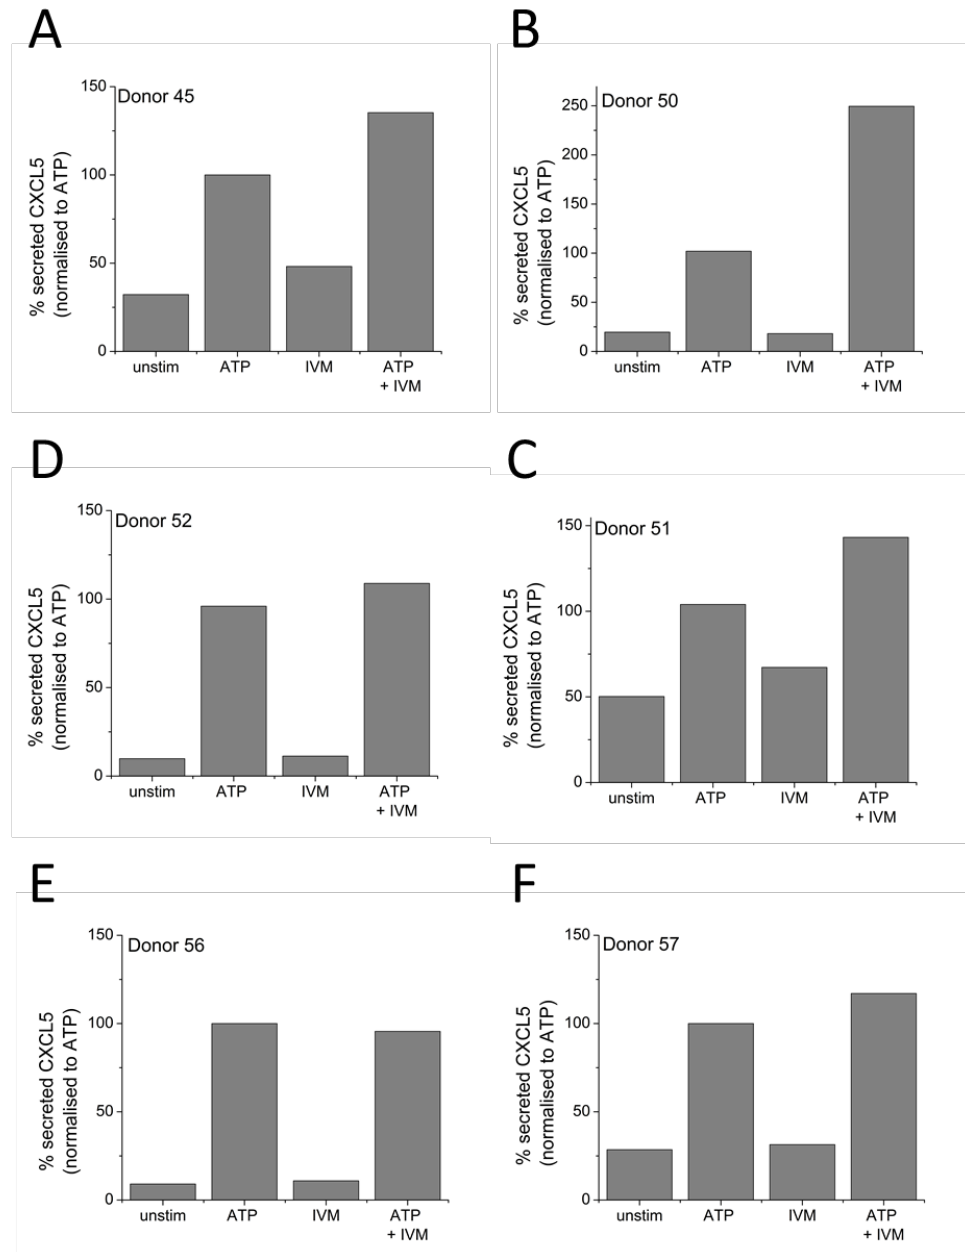 A
Donor 45
% secreted CXCL5
(normalised to ATP)
150
100
50
0
unstim ATP IVM ATP
+ IVM
B
Donor 50
% secreted CXCL5
(normalised to ATP)
250
200
150
100
50
0
unstim ATP IVM ATP
+ IVM
D
Donor 52
% secreted CXCL5
(normalised to ATP)
150
100
50
0
unstim ATP IVM ATP
+ IVM
C
Donor 51
% secreted CXCL5
(normalised to ATP)
150
100
50
0
unstim ATP IVM ATP
+ IVM
E
Donor 56
% secreted CXCL5
(normalised to ATP)
150
100
50
0
unstim ATP IVM ATP
+ IVM
F
Donor 57
% secreted CXCL5
(normalised to ATP)
150
100
50
0
unstim ATP IVM ATP
+ IVM